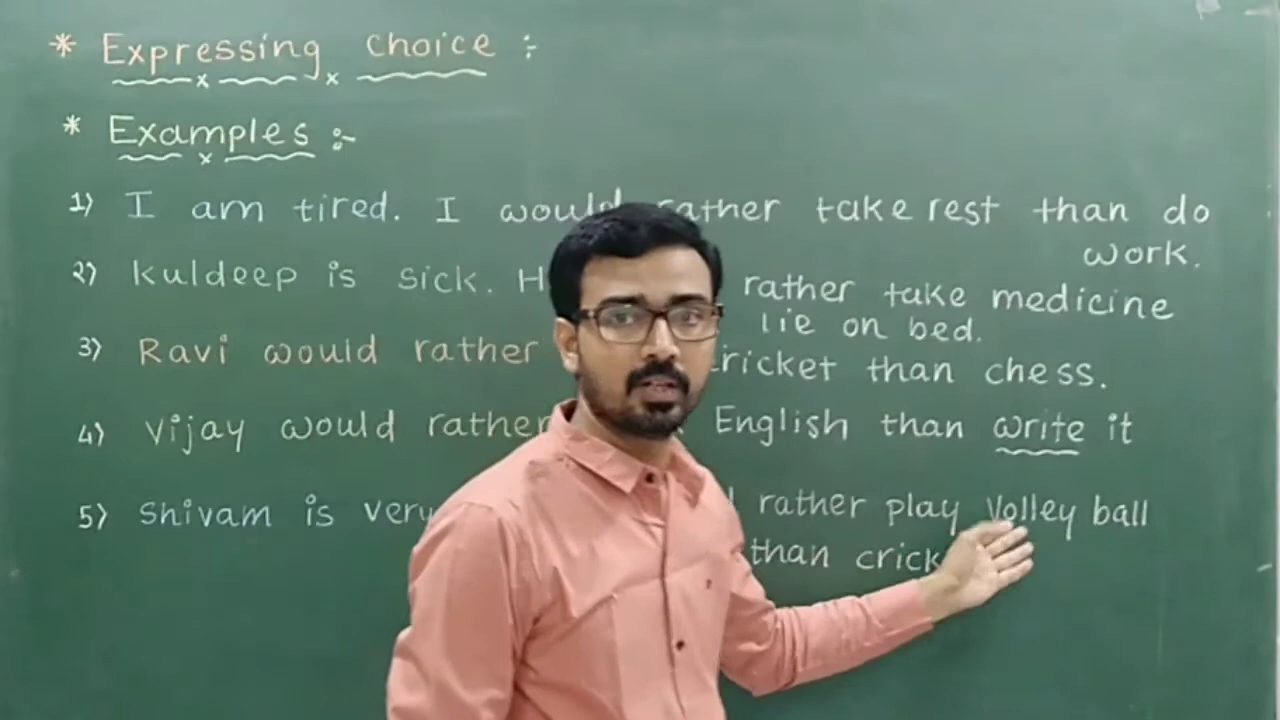 * Expressing choice :-
* Examples :-
1) I am tired. I would rather take rest than do
work.
2) Kuldeep is sick. H rather take medicine
lie on bed.
3) Ravi would rather cricket than chess.
4) Vijay would rather English than write it
5) Shivam is very rather play Volley ball
than crick